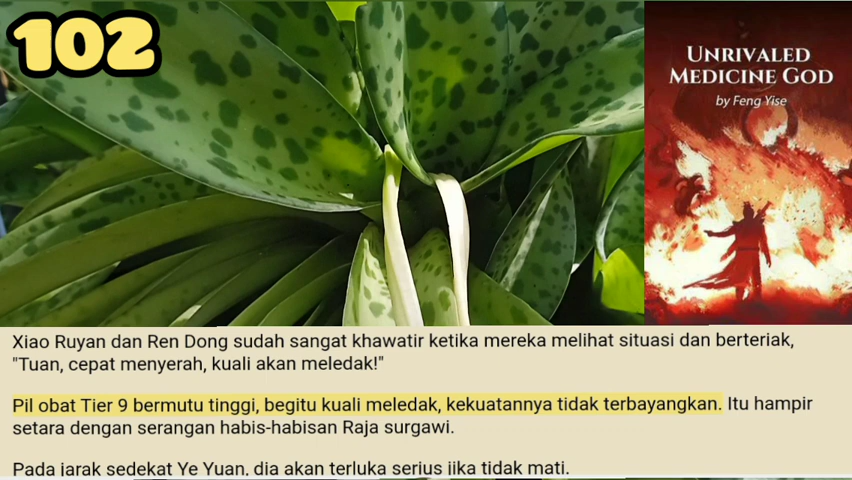 102
UNRIVALED
MEDICINE GOD
by Feng Yise
Xiao Ruyan dan Ren Dong sudah sangat khawatir ketika mereka melihat situasi dan berteriak,
"Tuan, cepat menyerah, kuali akan meledak!"
Pil obat Tier 9 bermutu tinggi, begitu kuali meledak, kekuatannya tidak terbayangkan. Itu hampir
setara dengan serangan habis-habisan Raja surgawi.
Pada jarak sedekat Ye Yuan, dia akan terluka serius jika tidak mati.